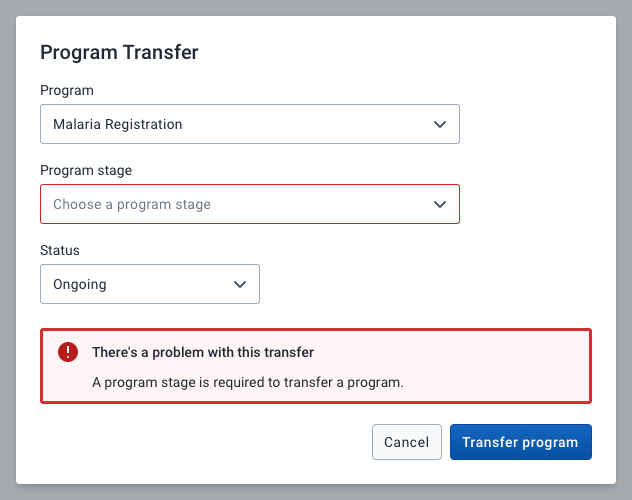 Program Transfer
Program
Malaria Registration
Program stage
Choose a program stage
Status
Ongoing
There's a problem with this transfer
A program stage is required to transfer a program.
Cancel
Transfer program